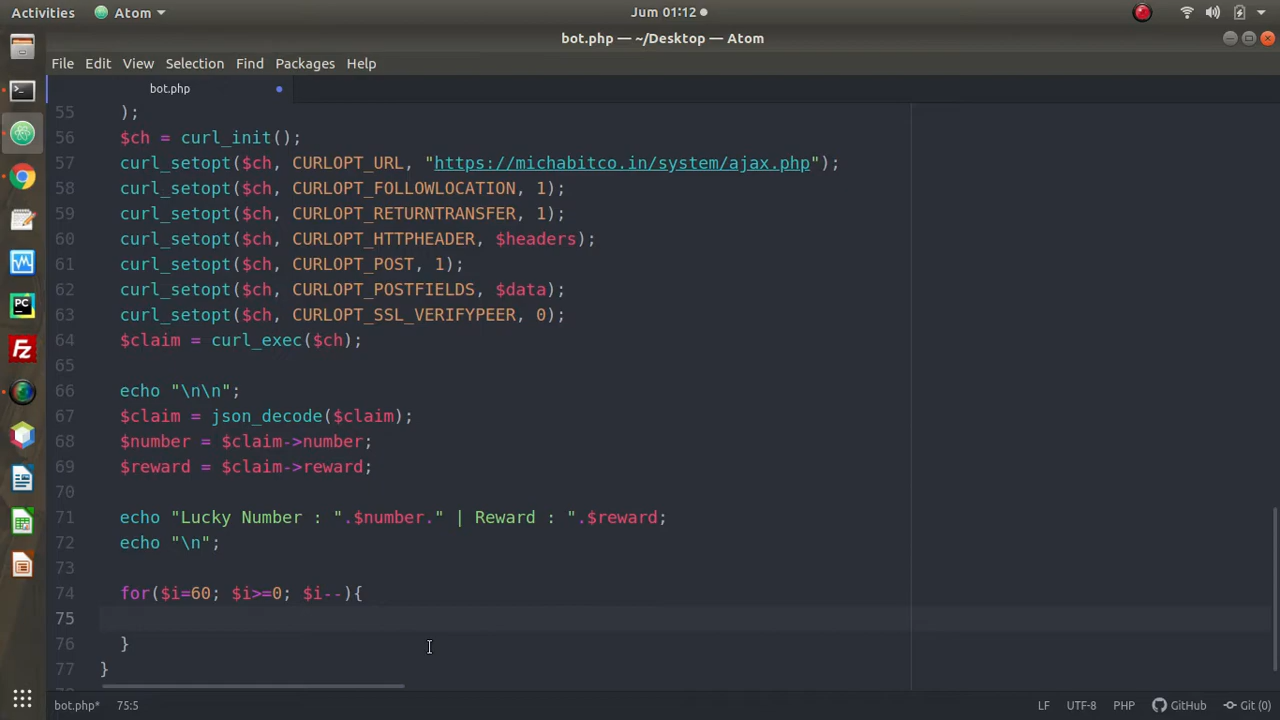 Activities
Atom
Jum 01:12
bot.php — ~/Desktop — Atom
File Edit View Selection Find Packages Help
bot.php
55 );
56 $ch = curl_init();
57 curl_setopt($ch, CURLOPT_URL, "https://michabitco.in/system/ajax.php");
58 curl_setopt($ch, CURLOPT_FOLLOWLOCATION, 1);
59 curl_setopt($ch, CURLOPT_RETURNTRANSFER, 1);
60 curl_setopt($ch, CURLOPT_HTTPHEADER, $headers);
61 curl_setopt($ch, CURLOPT_POST, 1);
62 curl_setopt($ch, CURLOPT_POSTFIELDS, $data);
63 curl_setopt($ch, CURLOPT_SSL_VERIFYPEER, 0);
64 $claim = curl_exec($ch);
65
66 echo "\n\n";
67 $claim = json_decode($claim);
68 $number = $claim->number;
69 $reward = $claim->reward;
70
71 echo "Lucky Number : ".$number." | Reward : ".$reward;
72 echo "\n";
73
74 for($i=60; $i>=0; $i--){
75
76 }
77 }
bot.php* 75:5 LF UTF-8 PHP GitHub Git (0)